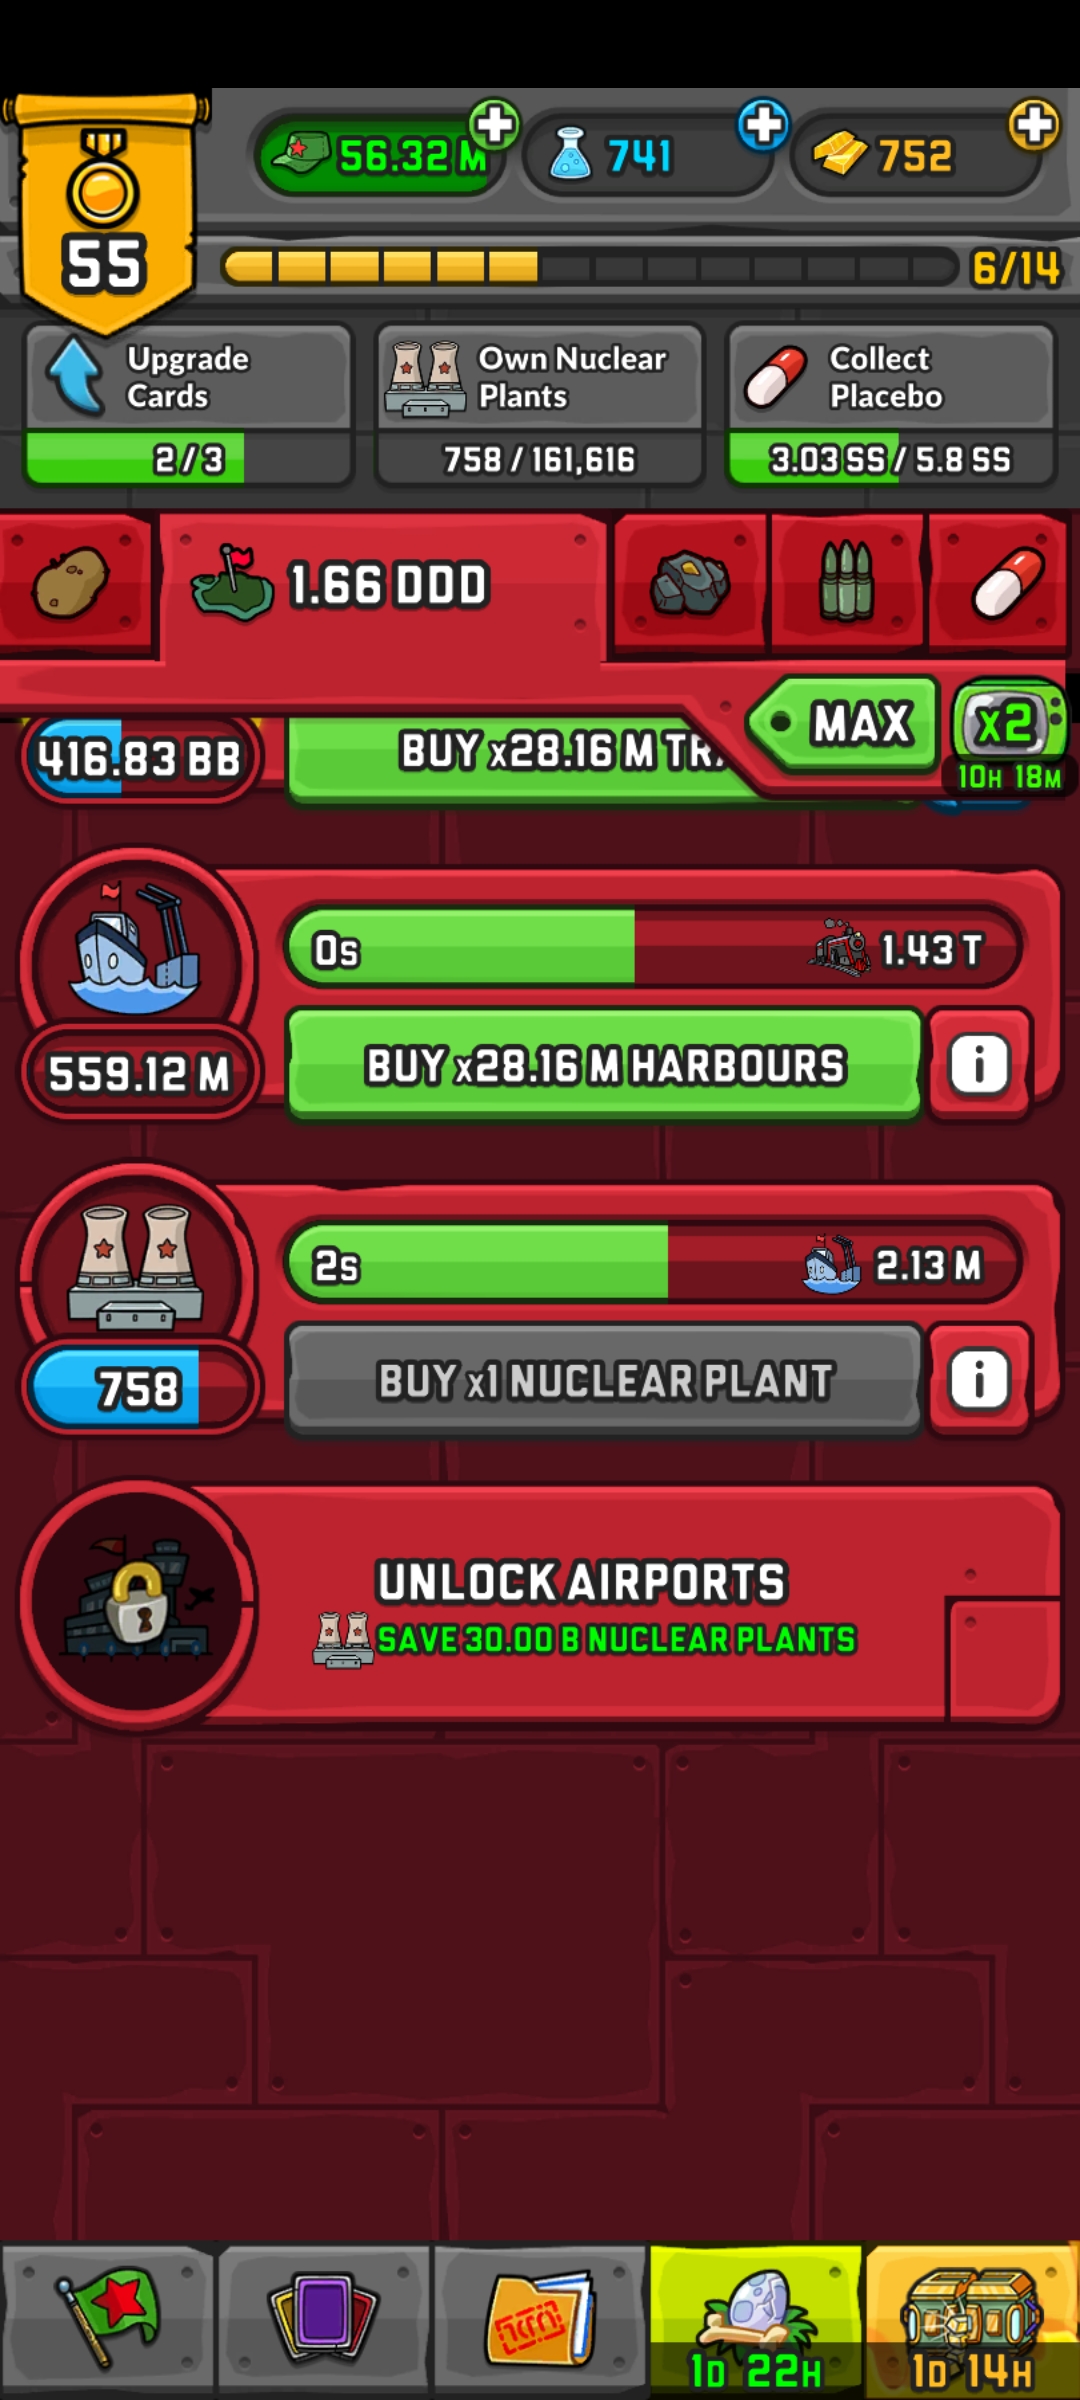 55
56.32 M
741
752
6/14
Upgrade
Cards
2/3
Own Nuclear
Plants
758 / 161,616
Collect
Placebo
3.03 SS / 5.8 SS
1.66 DDD
MAX
x2
10H 18M
416.83 BB
BUY x28.16 M
0s
1.43 T
559.12 M
BUY x28.16 M HARBOURS
i
2s
2.13 M
758
BUY x1 NUCLEAR PLANT
i
UNLOCK AIRPORTS
SAVE 30.00 B NUCLEAR PLANTS
1D 22H
1D 14H